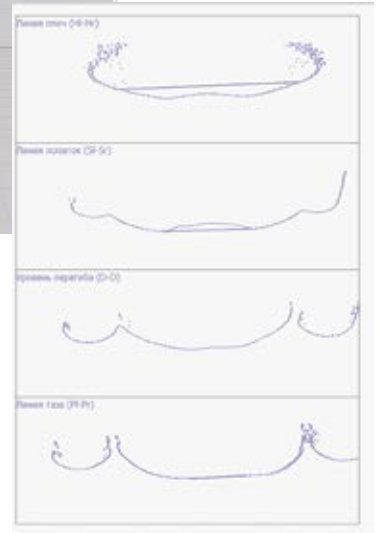 Линия плеч (Hl-Hr)
Линия лопаток (Sl-Sr)
Уровень перегиба (D-D)
Линия таза (Pl-Pr)